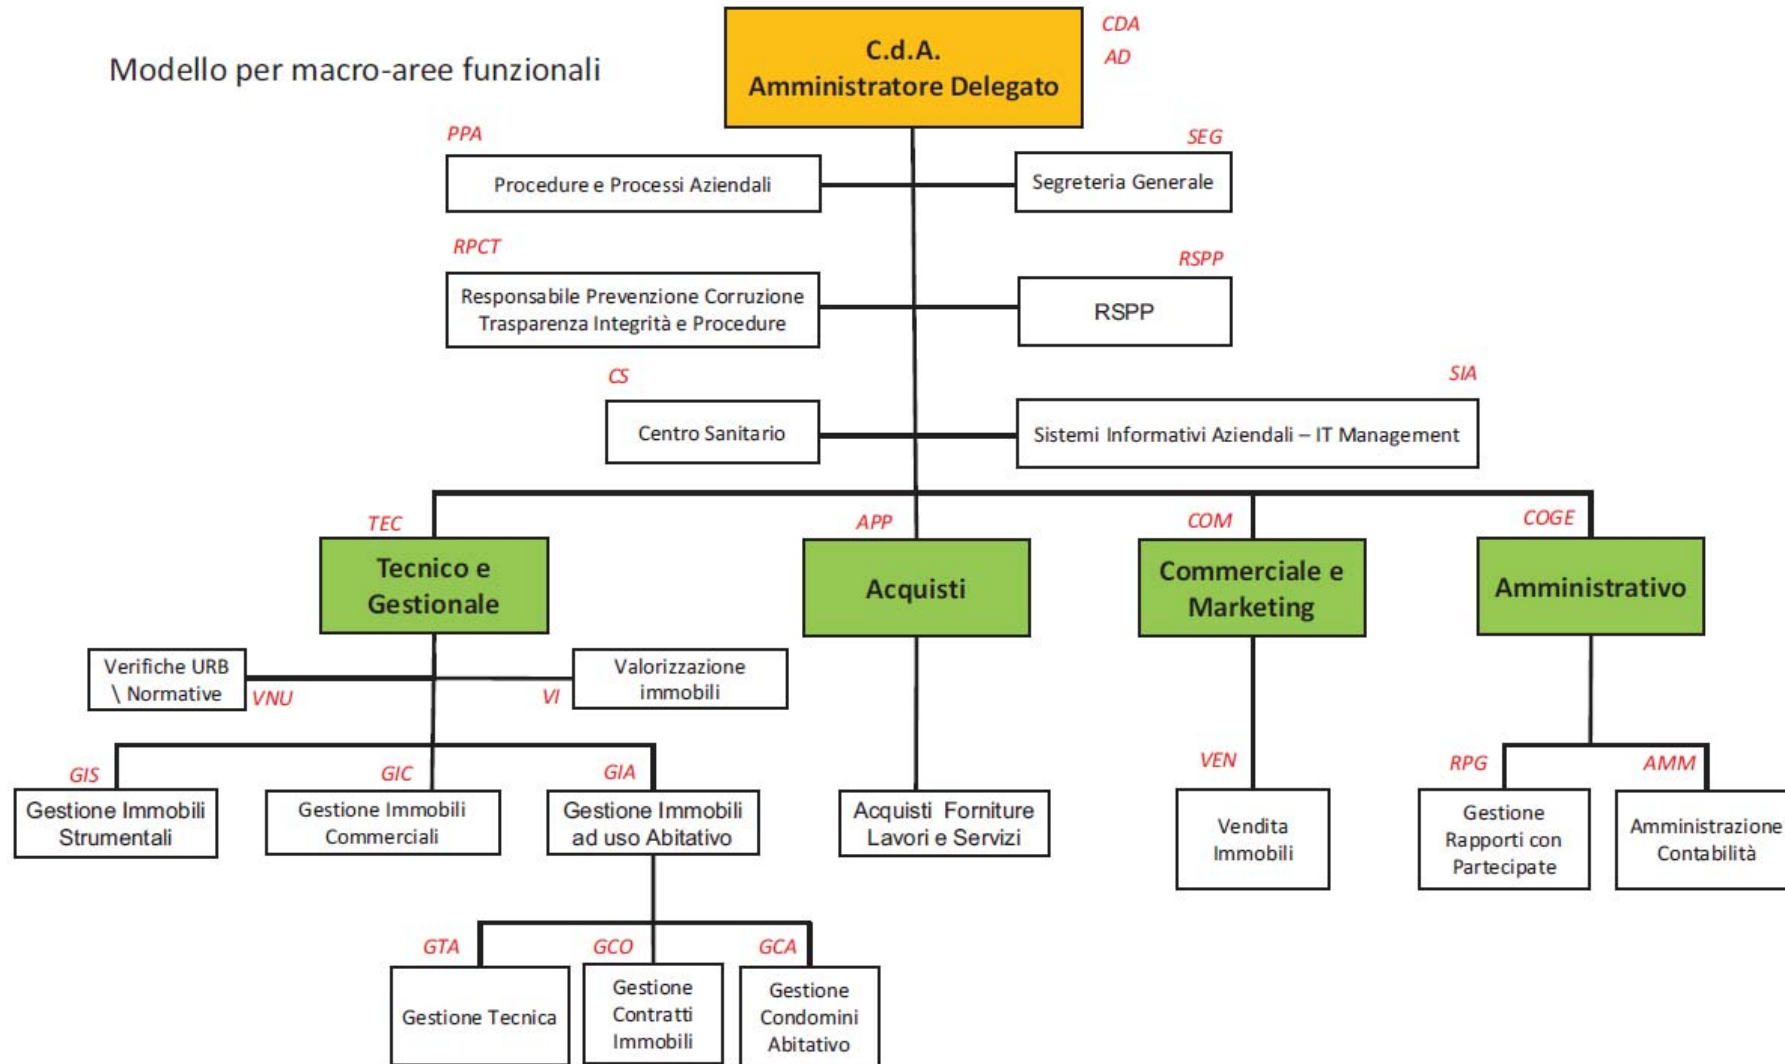 CDA
C.d.A.
Modello per macro-aree funzionali
AD
Amministratore Delegato
PPA
SEG
Procedure e Processi Aziendali
Segreteria Generale
RPCT
RSPP
Responsabile Prevenzione Corruzione
Trasparenza Integrità e Procedure
RSPP
CS
SIA
Centro Sanitario
Sistemi Informativi Aziendali – IT Management
TEC
APP
COM
COGE
Tecnico e
Gestionale
Acquisti
Commerciale e
Marketing
Amministrativo
Verifiche URB
\ Normative
VNU
VI
Valorizzazione
immobili
GIS
GIC
GIA
VEN
RPG
AMM
Gestione Immobili
Strumentali
Gestione Immobili
Commerciali
Gestione Immobili
ad uso Abitativo
Acquisti Forniture
Lavori e Servizi
Vendita
Immobili
Gestione
Rapporti con
Partecipate
Amministrazione
Contabilità
GTA
GCO
GCA
Gestione Tecnica
Gestione
Contratti
Immobili
Gestione
Condomini
Abitativo